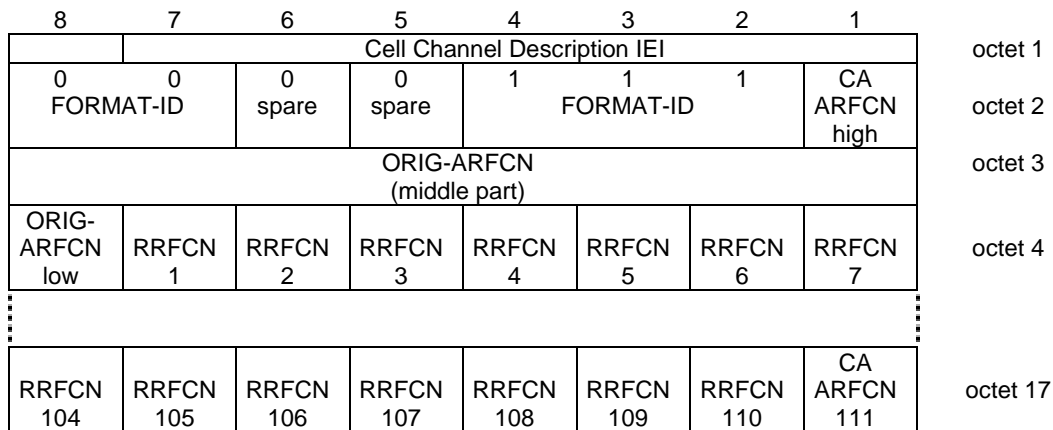 8 7 6 5 4 3 2 1
Cell Channel Description IEI octet 1
0 0 0 0 1 1 1 CA
FORMAT-ID spare spare FORMAT-ID ARFCN octet 2
high
ORIG-ARFCN octet 3
(middle part)
ORIG-
ARFCN RRFCN RRFCN RRFCN RRFCN RRFCN RRFCN RRFCN octet 4
low 1 2 3 4 5 6 7
CA
RRFCN RRFCN RRFCN RRFCN RRFCN RRFCN RRFCN ARFCN octet 17
104 105 106 107 108 109 110 111